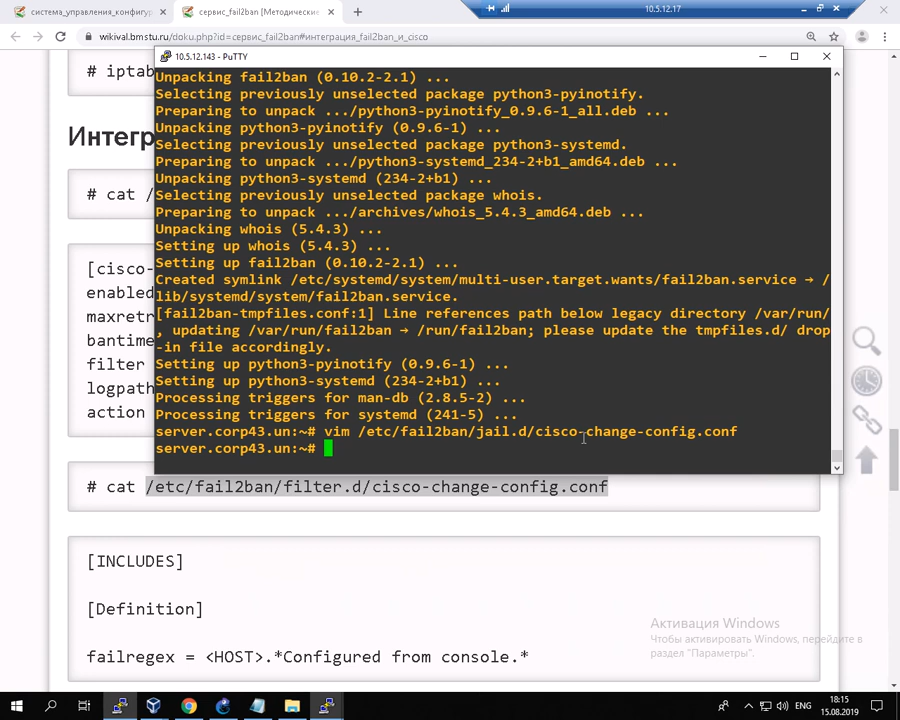 система_управления_конфигур
сервис_fail2ban [Методические
10.5.12.17
wikival.bmstu.ru/doku.php?id=сервис_fail2ban#интеграция_fail2ban_и_cisco
10.5.12.143 - PuTTY
# iptab
Интегр
# cat /
[cisco-
enabled
maxretr
bantime
filter
logpath
action
Unpacking fail2ban (0.10.2-2.1) ...
Selecting previously unselected package python3-pyinotify.
Preparing to unpack .../python3-pyinotify_0.9.6-1_all.deb ...
Unpacking python3-pyinotify (0.9.6-1) ...
Selecting previously unselected package python3-systemd.
Preparing to unpack .../python3-systemd_234-2+b1_amd64.deb ...
Unpacking python3-systemd (234-2+b1) ...
Selecting previously unselected package whois.
Preparing to unpack .../archives/whois_5.4.3_amd64.deb ...
Unpacking whois (5.4.3) ...
Setting up whois (5.4.3) ...
Setting up fail2ban (0.10.2-2.1) ...
Created symlink /etc/systemd/system/multi-user.target.wants/fail2ban.service → /
lib/systemd/system/fail2ban.service.
[fail2ban-tmpfiles.conf:1] Line references path below legacy directory /var/run/
, updating /var/run/fail2ban → /run/fail2ban; please update the tmpfiles.d/ drop
-in file accordingly.
Setting up python3-pyinotify (0.9.6-1) ...
Setting up python3-systemd (234-2+b1) ...
Processing triggers for man-db (2.8.5-2) ...
Processing triggers for systemd (241-5) ...
server.corp43.un:~# vim /etc/fail2ban/jail.d/cisco-change-config.conf
server.corp43.un:~#
# cat /etc/fail2ban/filter.d/cisco-change-config.conf
[INCLUDES]
[Definition]
failregex = <HOST>.*Configured from console.*
Активация Windows
Чтобы активировать Windows, перейдите в
раздел "Параметры".
ENG
18:15
15.08.2019